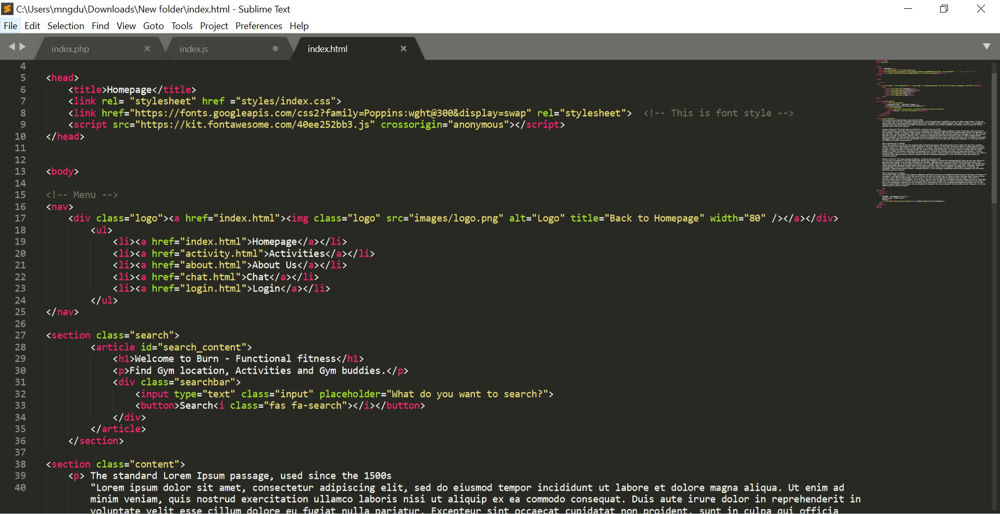 C:\Users\mngdu\Downloads\New folder\index.html - Sublime Text
File Edit Selection Find View Goto Tools Project Preferences Help
index.php index.js index.html
4
5 <head>
6 <title>Homepage</title>
7 <link rel= "stylesheet" href ="styles/index.css">
8 <link href="https://fonts.googleapis.com/css2?family=Poppins:wght@300&display=swap" rel="stylesheet"> <!-- This is font style -->
9 <script src="https://kit.fontawesome.com/40ee252bb3.js" crossorigin="anonymous"></script>
10 </head>
11
12
13 <body>
14
15 <!-- Menu -->
16 <nav>
17 <div class="logo"><a href="index.html"><img class="logo" src="images/logo.png" alt="Logo" title="Back to Homepage" width="80" /></a></div>
18 <ul>
19 <li><a href="index.html">Homepage</a></li>
20 <li><a href="activity.html">Activities</a></li>
21 <li><a href="about.html">About Us</a></li>
22 <li><a href="chat.html">Chat</a></li>
23 <li><a href="login.html">Login</a></li>
24 </ul>
25 </nav>
26
27 <section class="search">
28 <article id="search_content">
29 <h1>Welcome to Burn - Functional fitness</h1>
30 <p>Find Gym location, Activities and Gym buddies.</p>
31 <div class="searchbar">
32 <input type="text" class="input" placeholder="What do you want to search?">
33 <button>Search<i class="fas fa-search"></i></button>
34 </div>
35 </article>
36 </section>
37
38 <section class="content">
39 <p> The standard Lorem Ipsum passage, used since the 1500s
40 "Lorem ipsum dolor sit amet, consectetur adipiscing elit, sed do eiusmod tempor incididunt ut labore et dolore magna aliqua. Ut enim ad
minim veniam, quis nostrud exercitation ullamco laboris nisi ut aliquip ex ea commodo consequat. Duis aute irure dolor in reprehenderit in
voluptate velit esse cillum dolore eu fugiat nulla pariatur. Excepteur sint occaecat cupidatat non proident, sunt in culpa qui officia